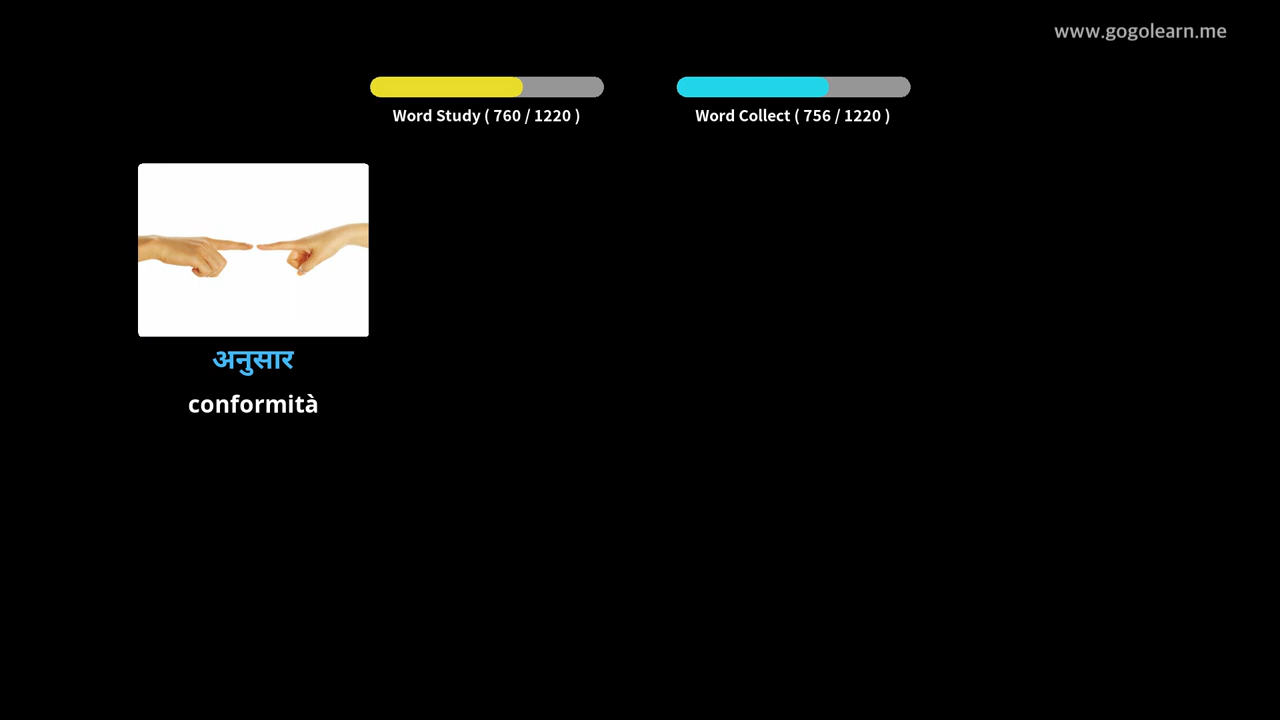 www.gogolearn.me
Word Study ( 760 / 1220 )
Word Collect ( 756 / 1220 )
अनुसार
conformità